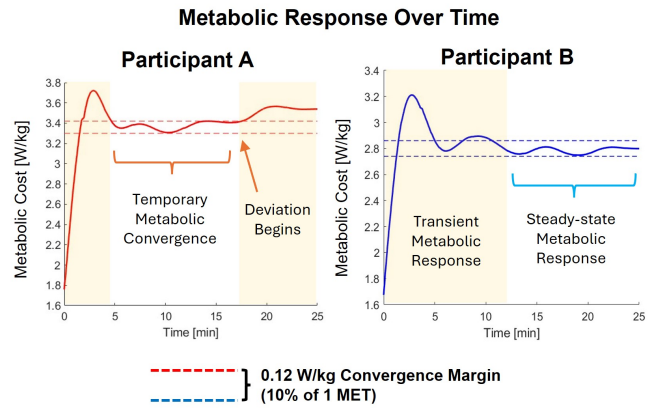 Metabolic Response Over Time
Participant A
Metabolic Cost [W/kg]
3.8
3.6
3.4
3.2
3
2.8
2.6
2.4
2.2
2
1.8
1.6
0
5
10
15
20
25
Time [min]
Temporary
Metabolic
Convergence
Deviation
Begins
Participant B
Metabolic Cost [W/kg]
3.4
3.2
3
2.8
2.6
2.4
2.2
2
1.8
1.6
0
5
10
15
20
25
Time [min]
Transient
Metabolic
Response
Steady-state
Metabolic
Response
0.12 W/kg Convergence Margin
(10% of 1 MET)